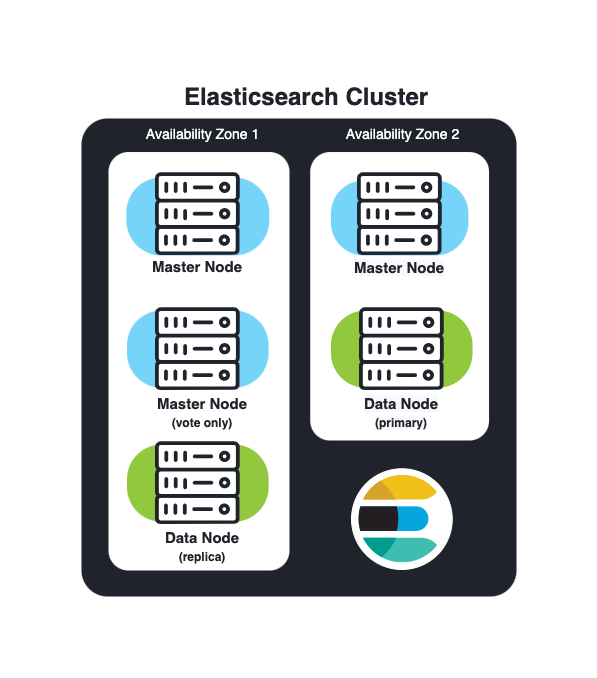 Elasticsearch Cluster
Availability Zone 1
Master Node
Master Node
(vote only)
Data Node
(replica)
Availability Zone 2
Master Node
Data Node
(primary)